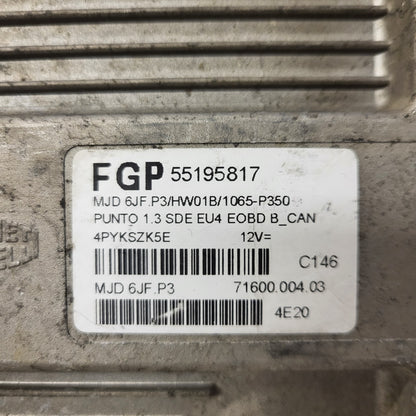 FGP 55195817
MJD 6JF.P3/HW01B/1065-P350
PUNTO 1.3 SDE EU4 EOBD B_CAN
4PYKSZK5E 12V=
C146
MJD 6JF.P3 71600.004.03
4E20